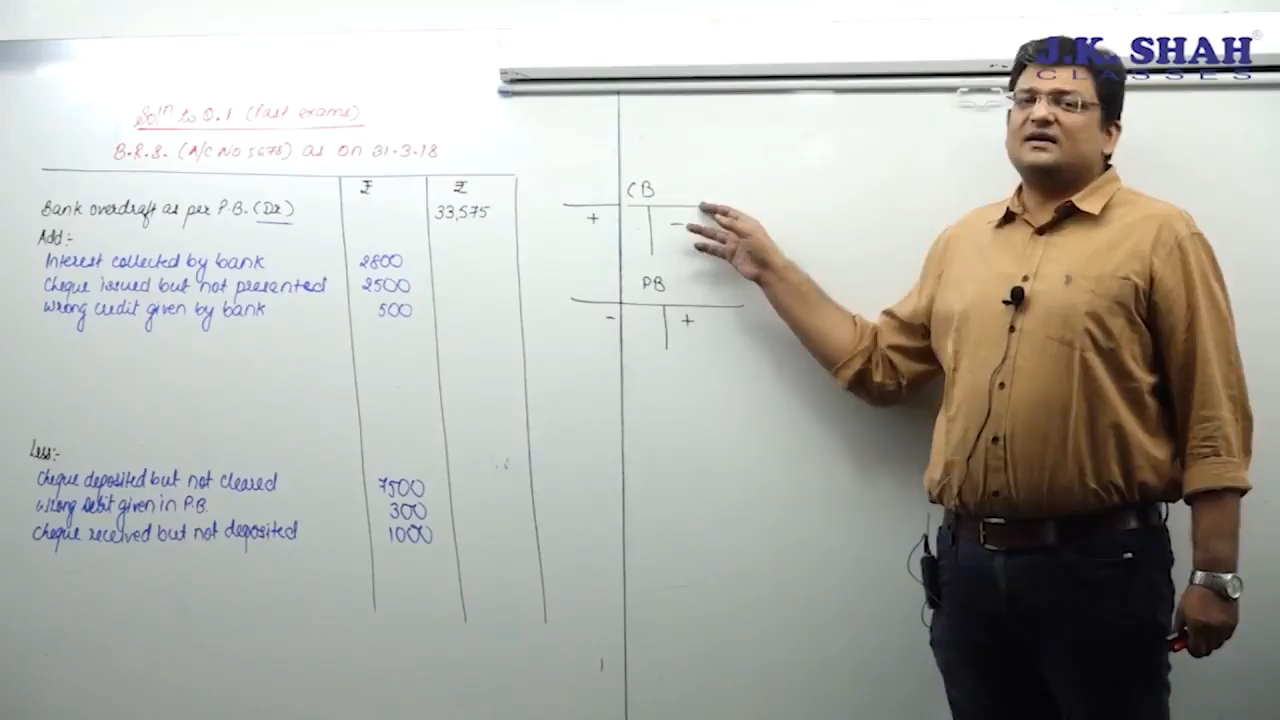 J.K. SHAH
CLASSES
Sol'n to Q.1 (Past exams)
B.R.S. (A/C No 5678) as on 31-3-18
₹ ₹
Bank overdraft as per P.B. (Dr) 33,575
Add:-
Interest collected by bank 2800
Cheque issued but not presented 2500
Wrong credit given by bank 500
Less:-
Cheque deposited but not cleared 7500
Wrong debit given in P.B. 300
Cheque received but not deposited 1000
CB
+ -
PB
- +